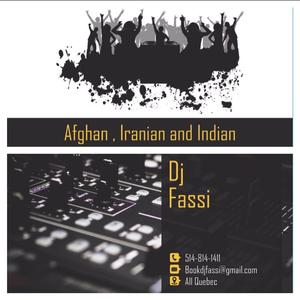 Afghan , Iranian and Indian
Dj
Fassi
514-814-1411
Bookdjfassi@gmail.com
All Quebec